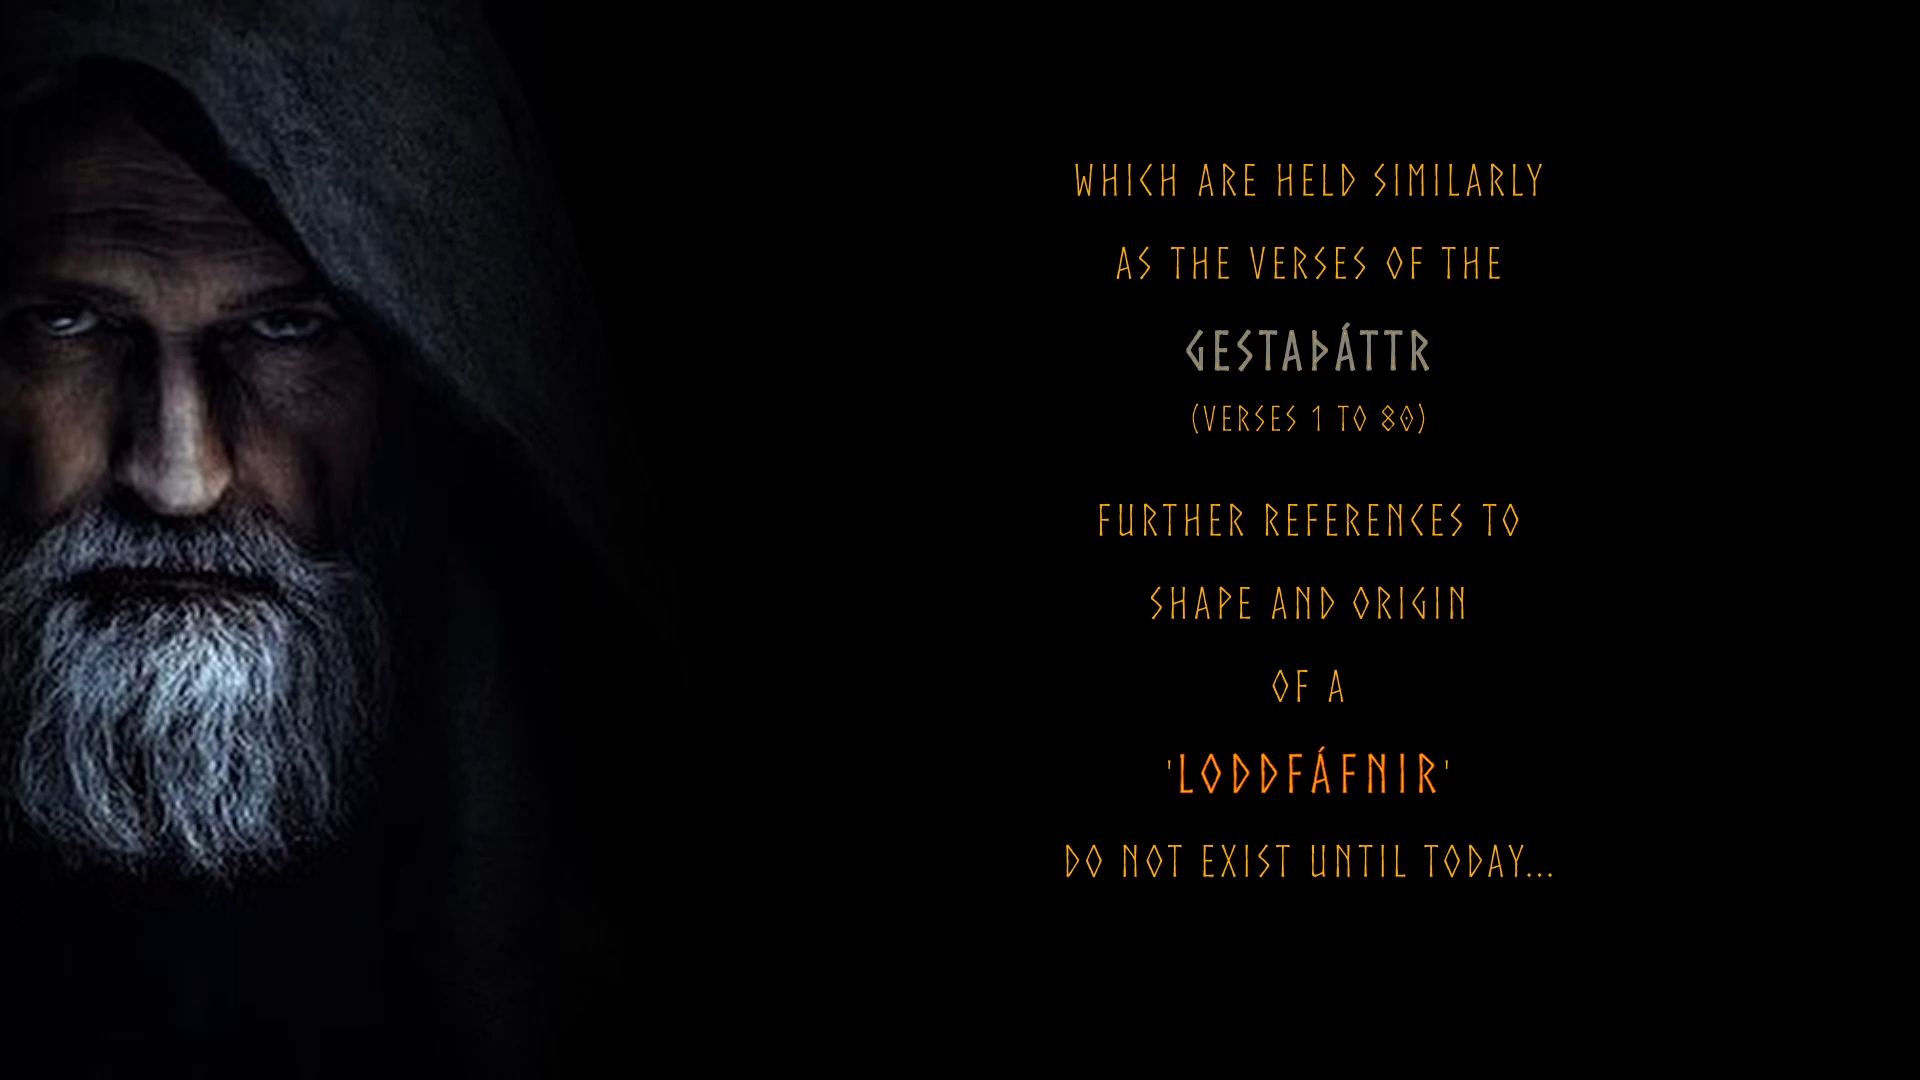 WHICH ARE HELD SIMILARLY
AS THE VERSES OF THE
GESTAÞÁTTR
(VERSES 1 TO 80)
FURTHER REFERENCES TO
SHAPE AND ORIGIN
OF A
'LODDFÁFNIR'
DO NOT EXIST UNTIL TODAY...